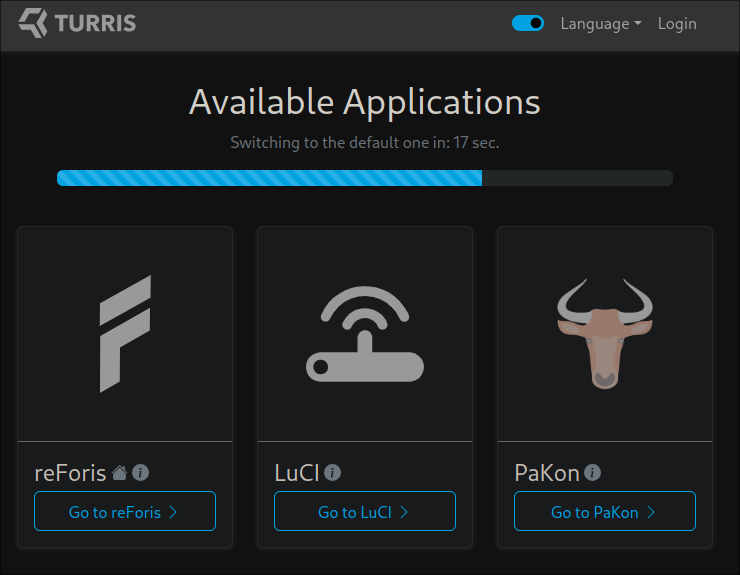 TURRIS
Language Login
Available Applications
Switching to the default one in: 17 sec.
reForis
LuCI
PaKon
Go to reForis
Go to LuCI
Go to PaKon